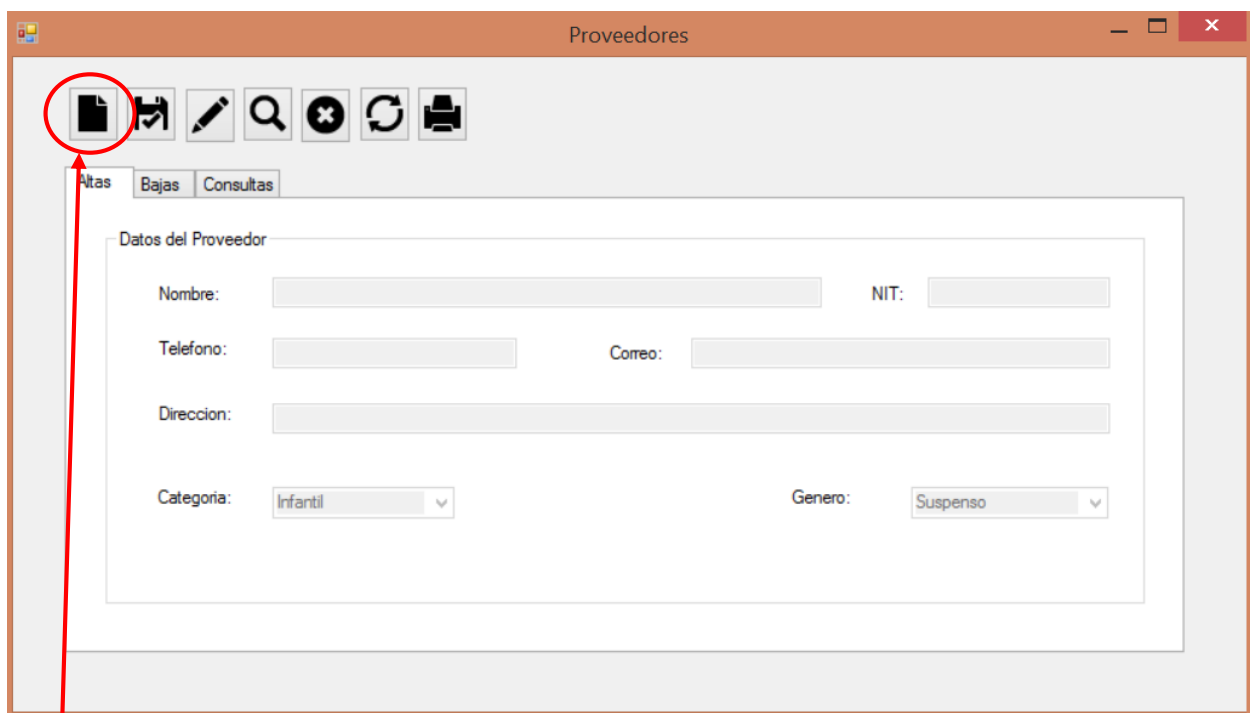 Proveedores
Altas Bajas Consultas
Datos del Proveedor
Nombre: NIT:
Telefono: Correo:
Direccion:
Categoria: Infantil Genero: Suspenso